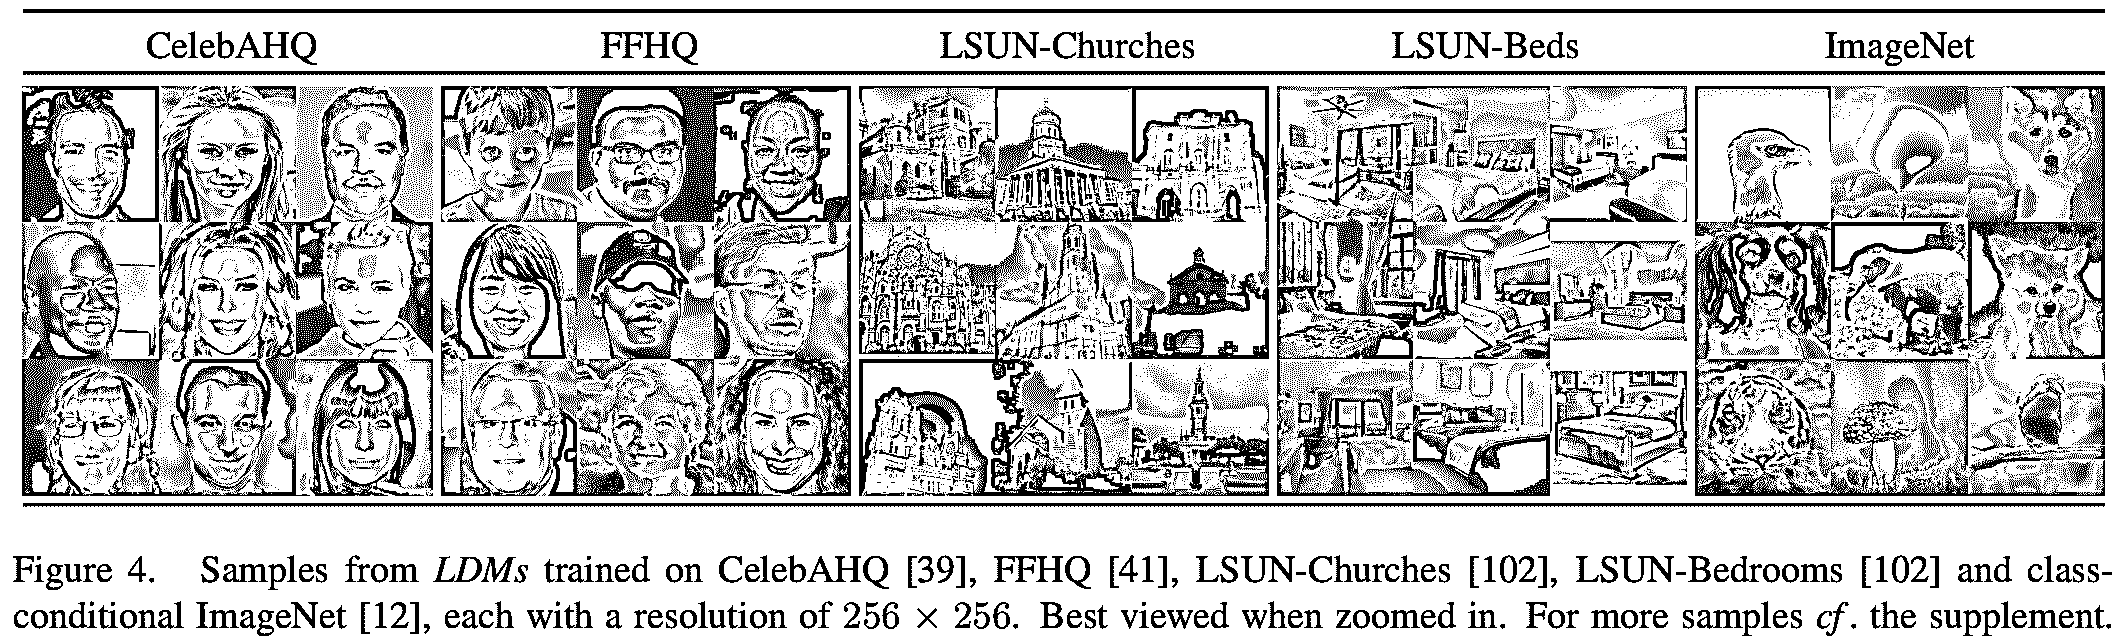 CelebAHQ FFHQ LSUN-Churches LSUN-Beds ImageNet
Figure 4. Samples from LDMs trained on CelebAHQ [39], FFHQ [41], LSUN-Churches [102], LSUN-Bedrooms [102] and class-
conditional ImageNet [12], each with a resolution of 256 × 256. Best viewed when zoomed in. For more samples cf. the supplement.